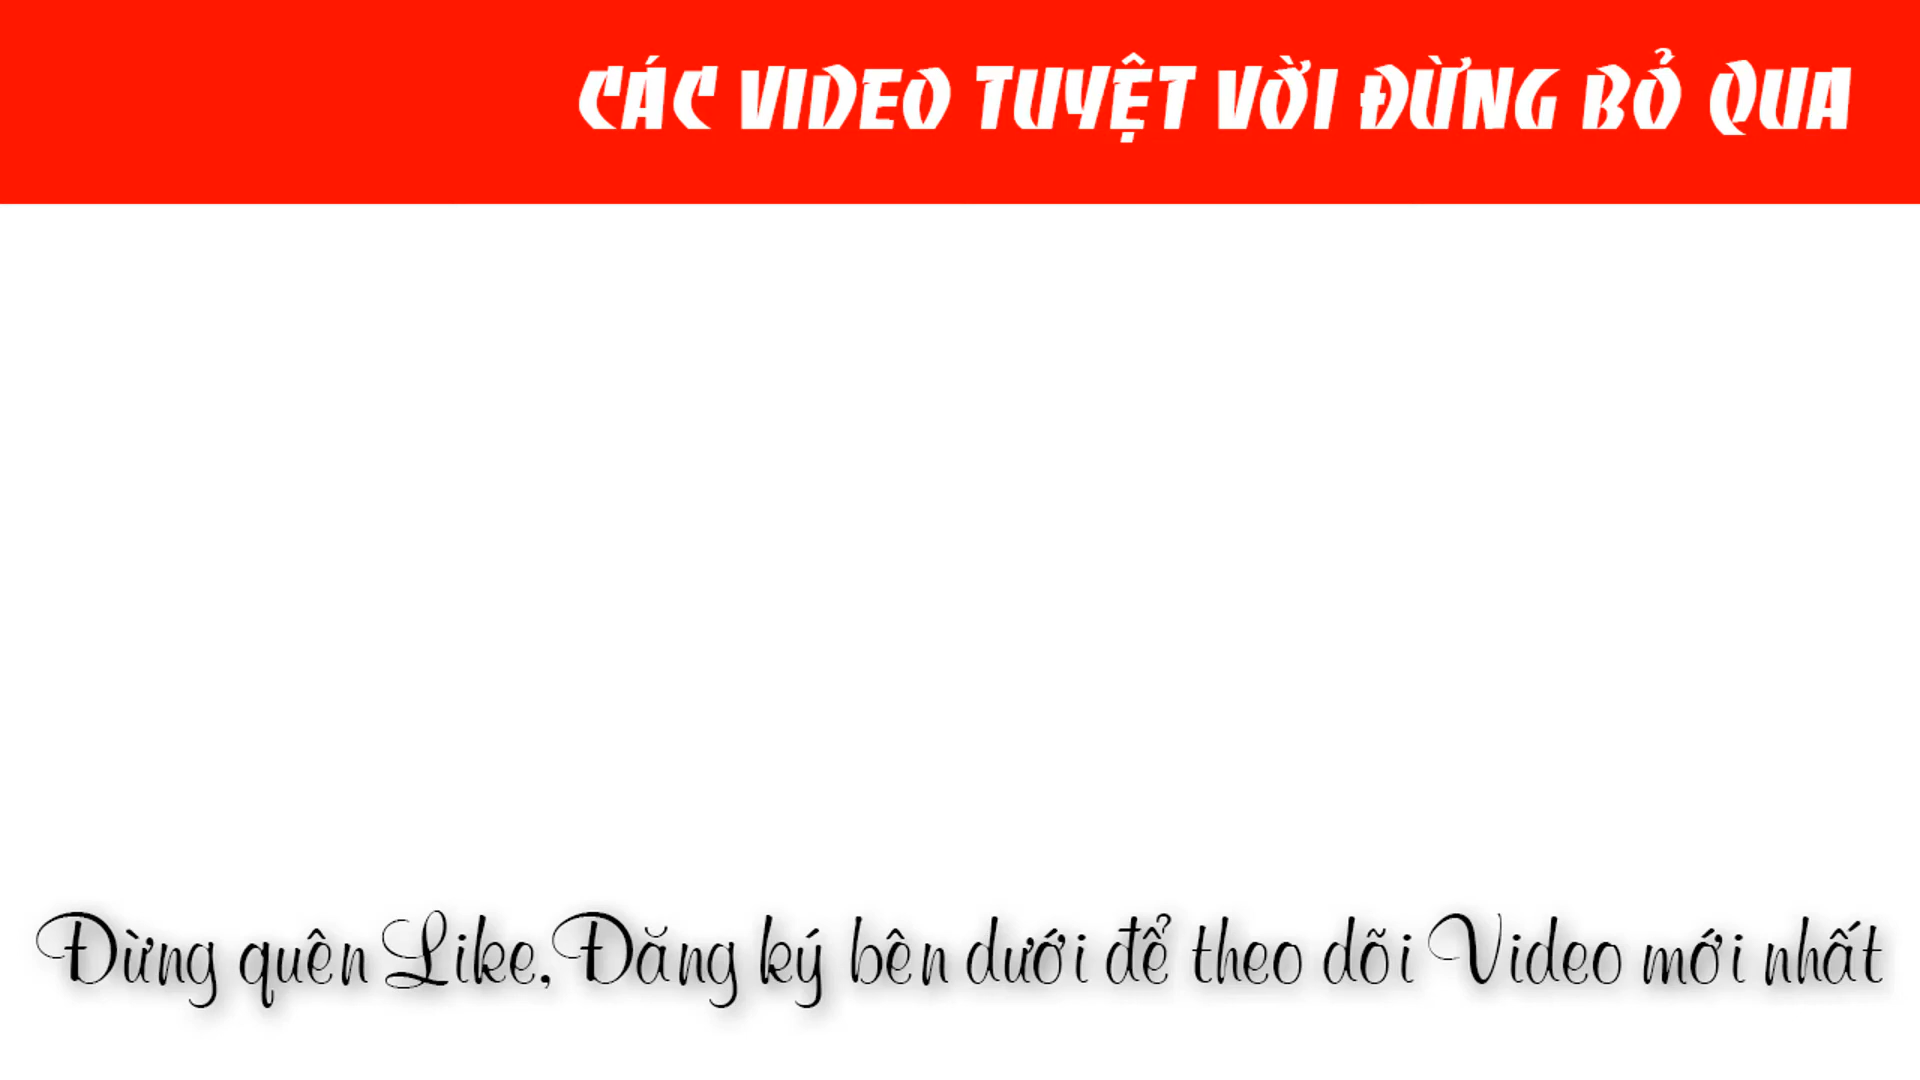 CÁC VIDEO TUYỆT VỜI ĐỪNG BỎ QUA
Đừng quên Like, Đăng ký bên dưới để theo dõi Video mới nhất